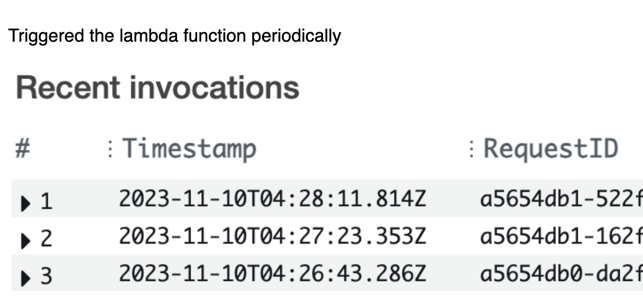 Triggered the lambda function periodically
Recent invocations
# ⋮ Timestamp ⋮ RequestID
▶ 1 2023-11-10T04:28:11.814Z a5654db1-522f
▶ 2 2023-11-10T04:27:23.353Z a5654db1-162f
▶ 3 2023-11-10T04:26:43.286Z a5654db0-da2f